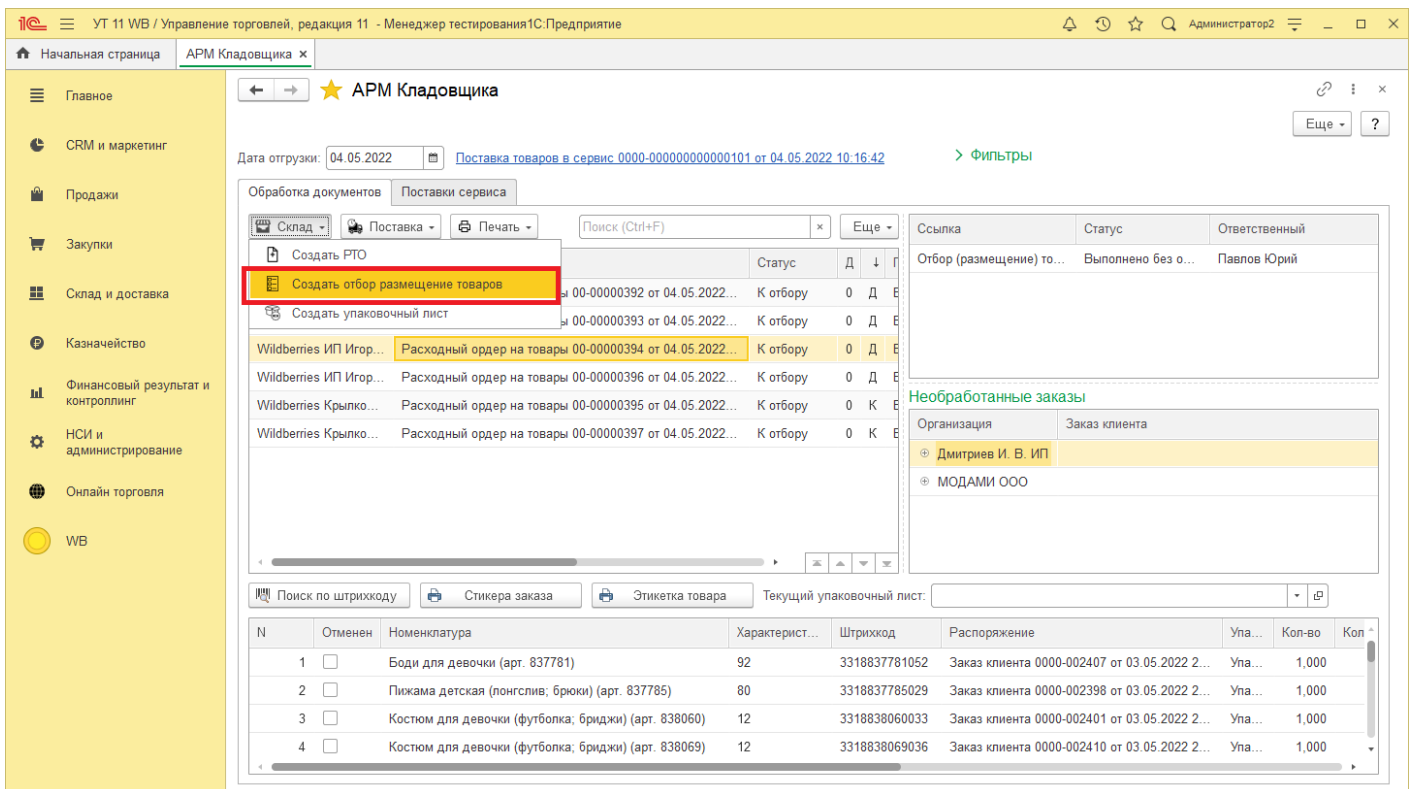 УТ 11 WB / Управление торговлей, редакция 11 - Менеджер тестирования1С:Предприятие
Администратор2
Начальная страница
АРМ Кладовщика ×
Главное
CRM и маркетинг
Продажи
Закупки
Склад и доставка
Казначейство
Финансовый результат и
контроллинг
НСИ и
администрирование
Онлайн торговля
WB
АРМ Кладовщика
Еще
?
Дата отгрузки: 04.05.2022
Поставка товаров в сервис 0000-000000000000101 от 04.05.2022 10:16:42
Фильтры
Обработка документов
Поставки сервиса
Склад
Поставка
Печать
Поиск (Ctrl+F) ×
Еще
Создать РТО
Создать отбор размещение товаров
Создать упаковочный лист
Статус Д ↓
ы 00-00000392 от 04.05.2022... К отбору 0 Д
ы 00-00000393 от 04.05.2022... К отбору 0 Д
Wildberries ИП Игор... Расходный ордер на товары 00-00000394 от 04.05.2022... К отбору 0 Д
Wildberries ИП Игор... Расходный ордер на товары 00-00000396 от 04.05.2022... К отбору 0 Д
Wildberries Крылко... Расходный ордер на товары 00-00000395 от 04.05.2022... К отбору 0 К
Wildberries Крылко... Расходный ордер на товары 00-00000397 от 04.05.2022... К отбору 0 К
Ссылка Статус Ответственный
Отбор (размещение) то... Выполнено без о... Павлов Юрий
Необработанные заказы
Организация Заказ клиента
Дмитриев И. В. ИП
МОДАМИ ООО
Поиск по штрихкоду
Стикера заказа
Этикетка товара
Текущий упаковочный лист:
N Отменен Номенклатура Характерист... Штрихкод Распоряжение Упа... Кол-во Кол
1 Боди для девочки (арт. 837781) 92 3318837781052 Заказ клиента 0000-002407 от 03.05.2022 2... Упа... 1,000
2 Пижама детская (лонгслив; брюки) (арт. 837785) 80 3318837785029 Заказ клиента 0000-002398 от 03.05.2022 2... Упа... 1,000
3 Костюм для девочки (футболка; бриджи) (арт. 838060) 12 3318838060033 Заказ клиента 0000-002401 от 03.05.2022 2... Упа... 1,000
4 Костюм для девочки (футболка; бриджи) (арт. 838069) 12 3318838069036 Заказ клиента 0000-002410 от 03.05.2022 2... Упа... 1,000